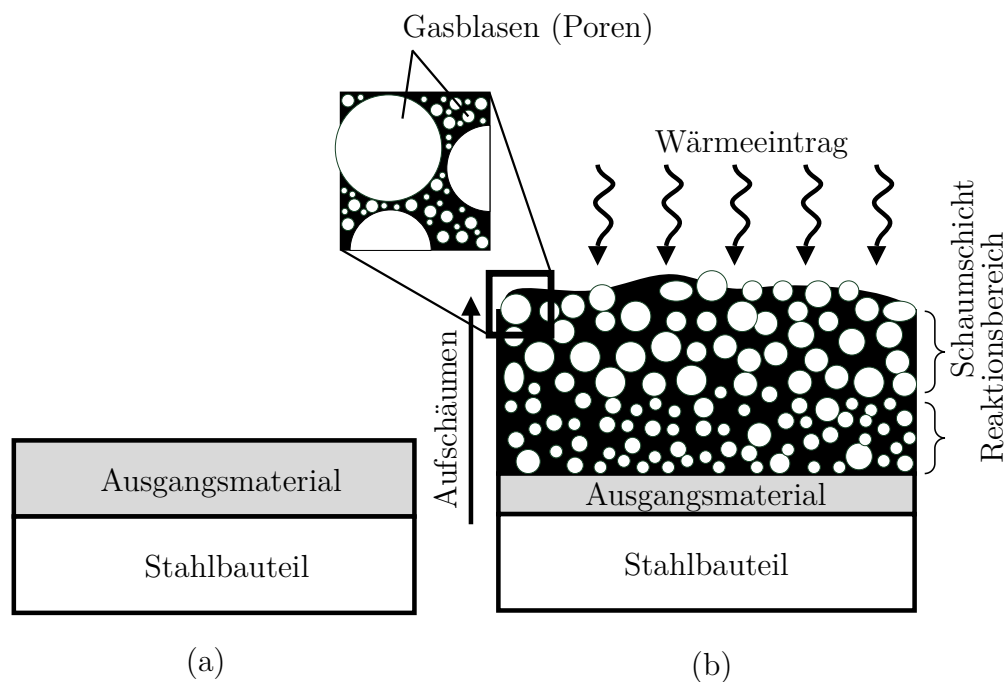 Gasblasen (Poren)
Wärmeeintrag
Schaumschicht
Reaktionsbereich
Aufschäumen
Ausgangsmaterial
Stahlbauteil
Ausgangsmaterial
Stahlbauteil
(a)
(b)